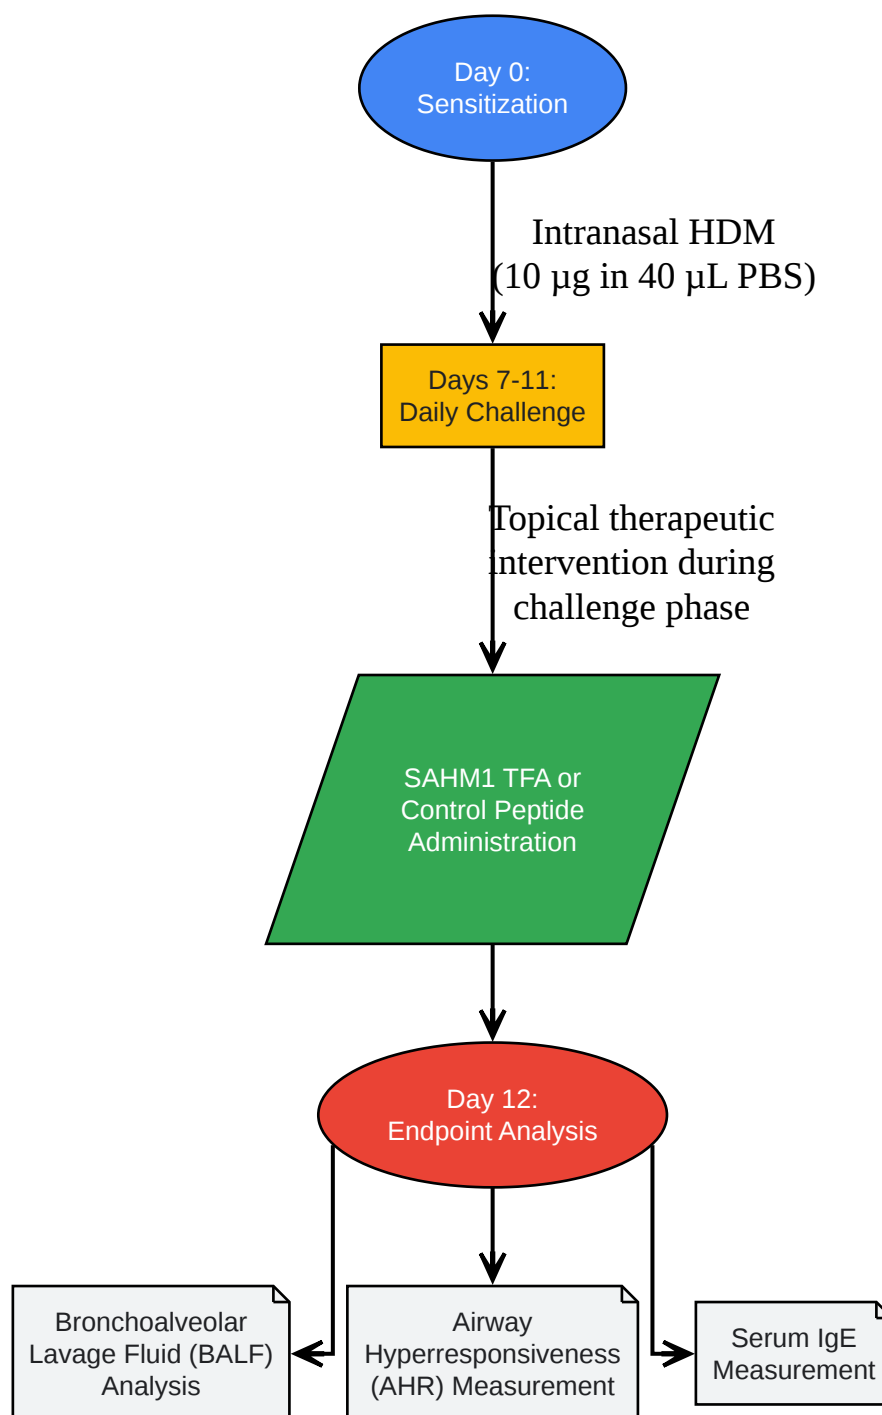 Day 0:
Sensitization
Intranasal HDM
(10 µg in 40 µL PBS)
Days 7-11:
Daily Challenge
Topical therapeutic
intervention during
challenge phase
SAHM1 TFA or
Control Peptide
Administration
Day 12:
Endpoint Analysis
Bronchoalveolar
Lavage Fluid (BALF)
Analysis
Airway
Hyperresponsiveness
(AHR) Measurement
Serum IgE
Measurement